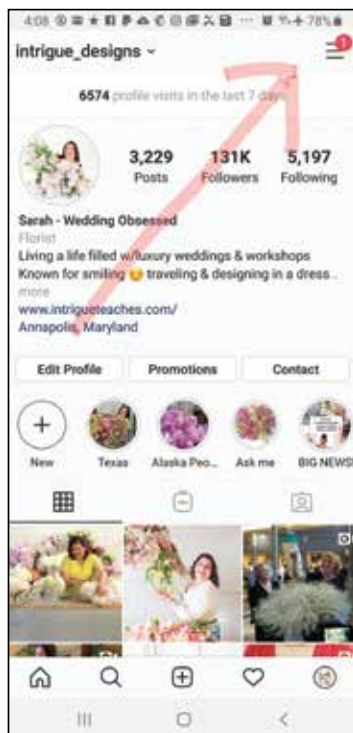 4:08 78%
intrigue_designs
1
6574 profile visits in the last 7 days
3,229 131K 5,197
Posts Followers Following
Sarah - Wedding Obsessed
Florist
Living a life filled w/luxury weddings & workshops
Known for smiling 😊 traveling & designing in a dress...
more
www.intrigueteaches.com/
Annapolis, Maryland
Edit Profile Promotions Contact
New Texas Alaska Peo... Ask me BIG NEWS!